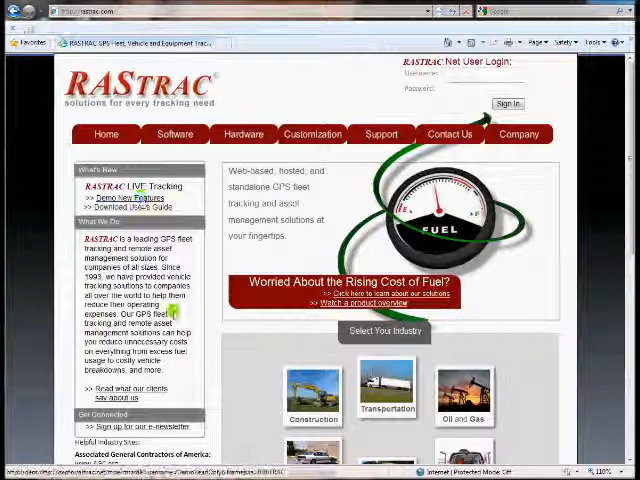 http://rastrac.com/
Google
Favorites
RASTRAC GPS Fleet, Vehicle and Equipment Trac...
Page
Safety
Tools
RASTRAC
solutions for every tracking need
RASTRAC.Net User Login:
Username:
Password:
Sign In
Home
Software
Hardware
Customization
Support
Contact Us
Company
What's New
RASTRAC LIVE Tracking
>> Demo New Features
>> Download User's Guide
What We Do
RASTRAC is a leading GPS fleet
tracking and remote asset
management solution for
companies of all sizes. Since
1993, we have provided vehicle
tracking solutions to companies
all over the world to help them
reduce their operating
expenses. Our GPS fleet
tracking and remote asset
management solutions can help
you reduce unnecessary costs
on everything from excess fuel
usage to costly vehicle
breakdowns, and more.
>> Read what our clients
say about us
Get Connected
>> Sign up for our e-newsletter
Helpful Industry Sites:
Associated General Contractors of America:
Web-based, hosted, and
standalone GPS fleet
tracking and asset
management solutions at
your fingertips.
E
F
FUEL
Worried About the Rising Cost of Fuel?
>> Click here to learn about our solutions
>> Watch a product overview
Select Your Industry
Construction
Transportation
Oil and Gas
Internet | Protected Mode: Off
110%